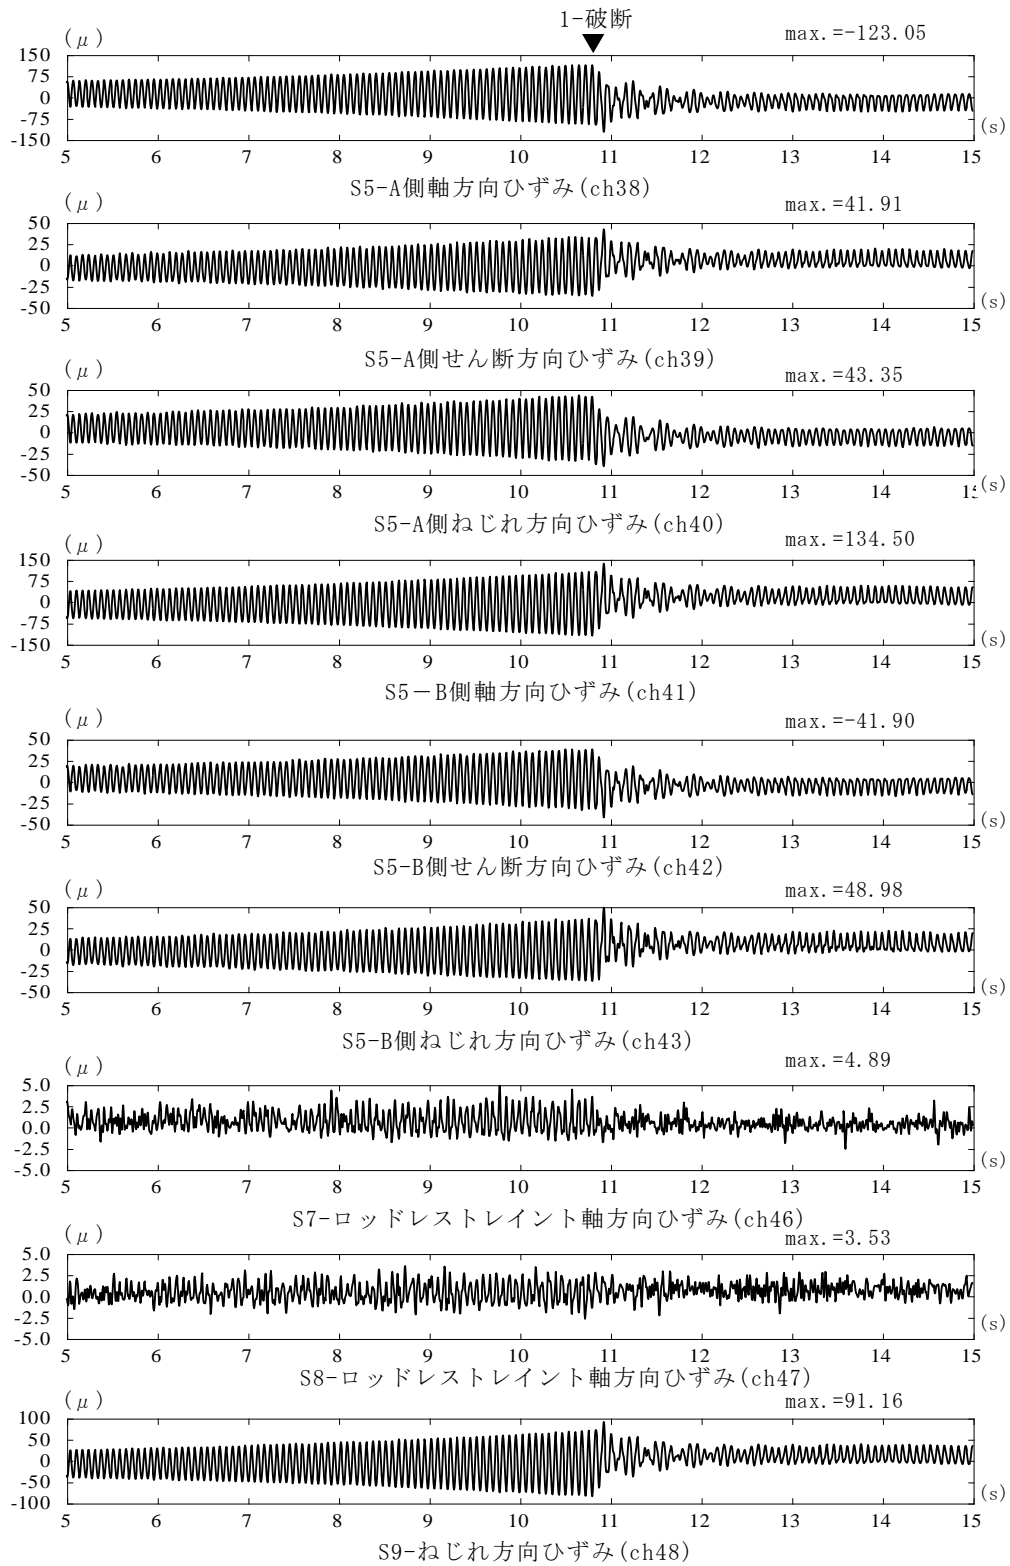 1-破断
(μ) max.=-123.05
150
75
0
-75
-150
(s)
5 6 7 8 9 10 11 12 13 14 15
S5-A側軸方向ひずみ(ch38)
(μ) max.=41.91
50
25
0
-25
-50
(s)
5 6 7 8 9 10 11 12 13 14 15
S5-A側せん断方向ひずみ(ch39)
(μ) max.=43.35
50
25
0
-25
-50
(s)
5 6 7 8 9 10 11 12 13 14 15
S5-A側ねじれ方向ひずみ(ch40)
(μ) max.=134.50
150
75
0
-75
-150
(s)
5 6 7 8 9 10 11 12 13 14 15
S5－B側軸方向ひずみ(ch41)
(μ) max.=-41.90
50
25
0
-25
-50
(s)
5 6 7 8 9 10 11 12 13 14 15
S5-B側せん断方向ひずみ(ch42)
(μ) max.=48.98
50
25
0
-25
-50
(s)
5 6 7 8 9 10 11 12 13 14 15
S5-B側ねじれ方向ひずみ(ch43)
(μ) max.=4.89
5.0
2.5
0.0
-2.5
-5.0
(s)
5 6 7 8 9 10 11 12 13 14 15
S7-ロッドレストレイント軸方向ひずみ(ch46)
(μ) max.=3.53
5.0
2.5
0.0
-2.5
-5.0
(s)
5 6 7 8 9 10 11 12 13 14 15
S8-ロッドレストレイント軸方向ひずみ(ch47)
(μ) max.=91.16
100
50
0
-50
-100
(s)
5 6 7 8 9 10 11 12 13 14 15
S9-ねじれ方向ひずみ(ch48)